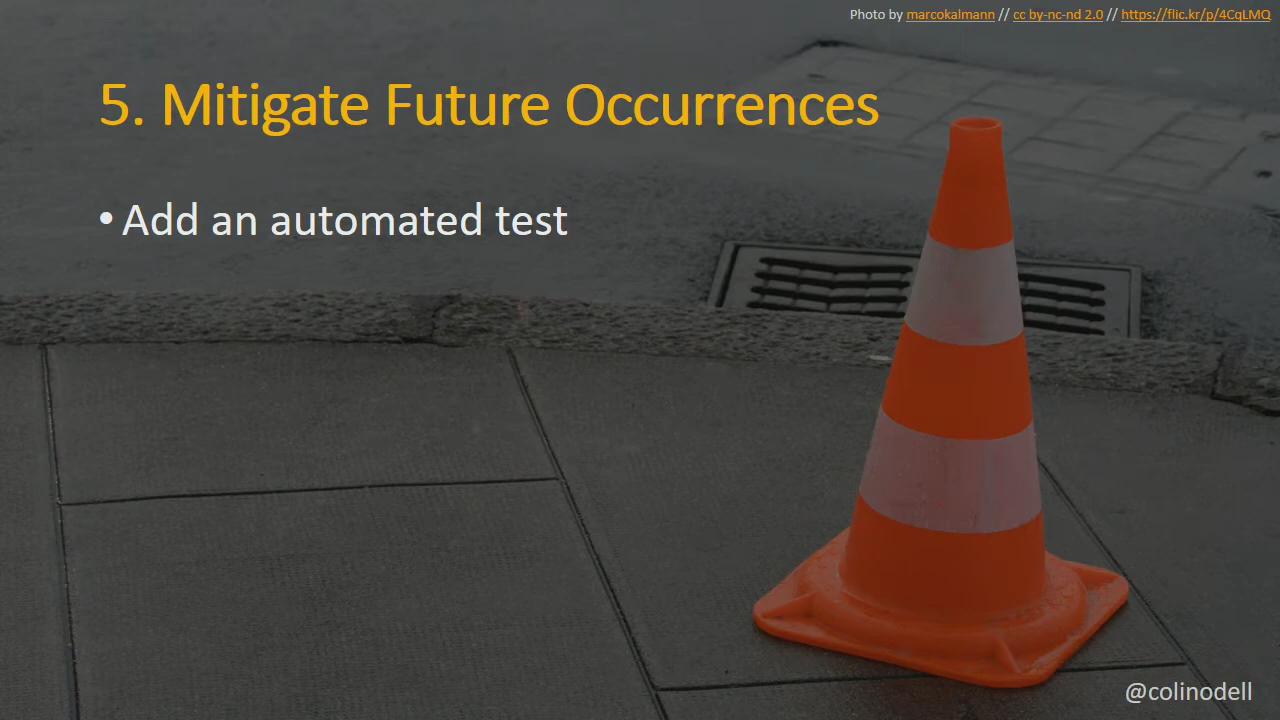 Photo by marcokalmann // cc by-nc-nd 2.0 // https://flic.kr/p/4CqLMQ
5. Mitigate Future Occurrences
• Add an automated test
@colinodell